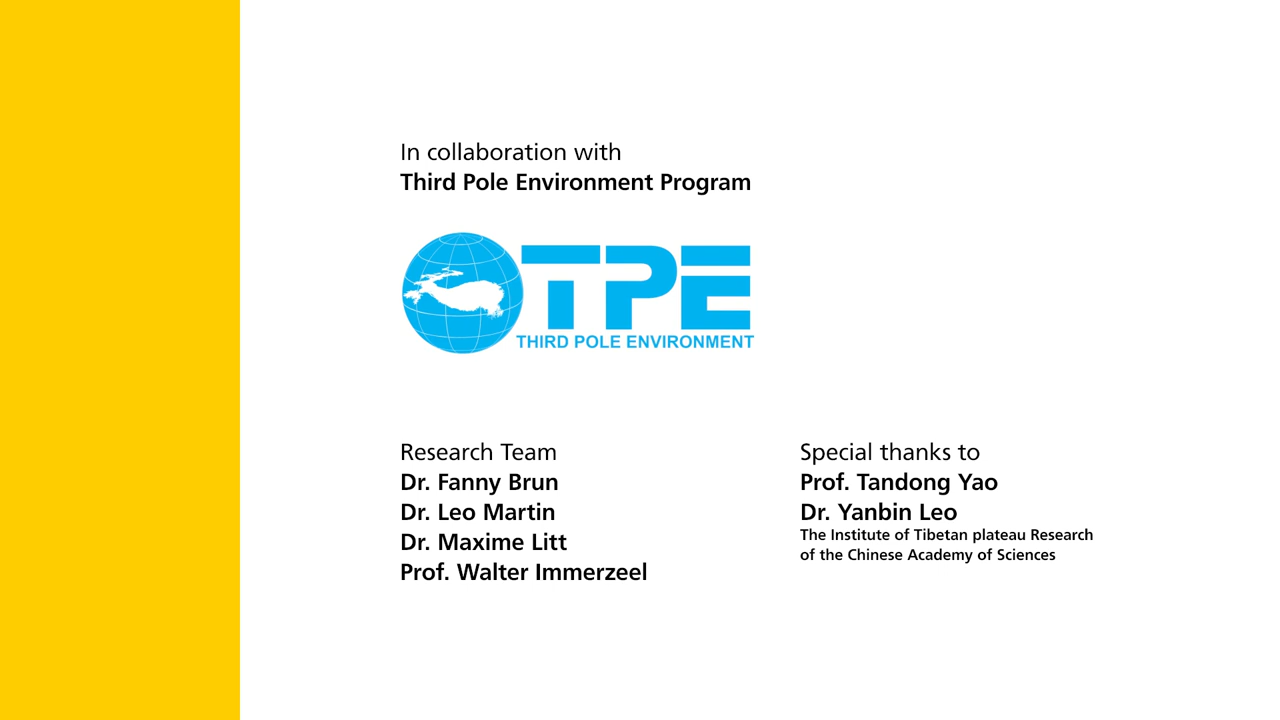 In collaboration with
Third Pole Environment Program
TPE
THIRD POLE ENVIRONMENT
Research Team
Dr. Fanny Brun
Dr. Leo Martin
Dr. Maxime Litt
Prof. Walter Immerzeel
Special thanks to
Prof. Tandong Yao
Dr. Yanbin Leo
The Institute of Tibetan plateau Research
of the Chinese Academy of Sciences